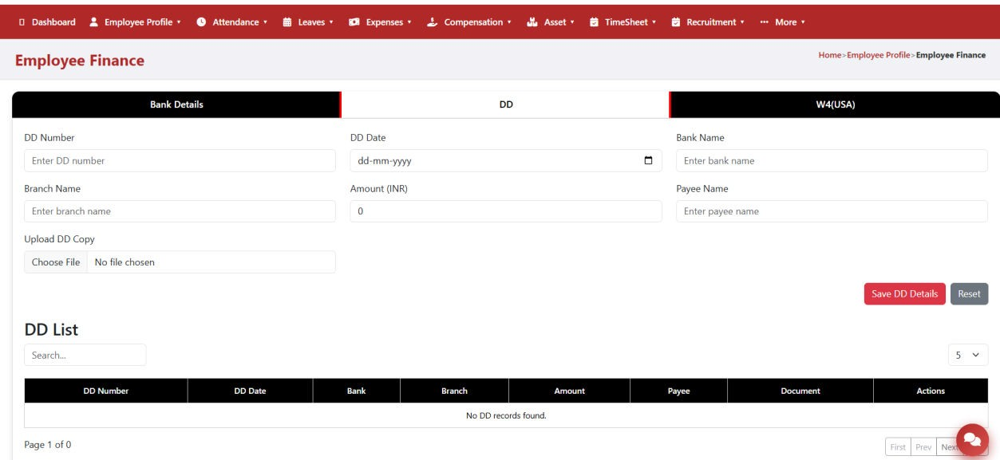 Dashboard Employee Profile Attendance Leaves Expenses Compensation Asset TimeSheet Recruitment More
Employee Finance
Home>Employee Profile>Employee Finance
Bank Details DD W4(USA)
DD Number DD Date Bank Name
Enter DD number dd-mm-yyyy Enter bank name
Branch Name Amount (INR) Payee Name
Enter branch name 0 Enter payee name
Upload DD Copy
Choose File No file chosen
Save DD Details Reset
DD List
Search... 5
DD Number DD Date Bank Branch Amount Payee Document Actions
No DD records found.
Page 1 of 0
First Prev Next